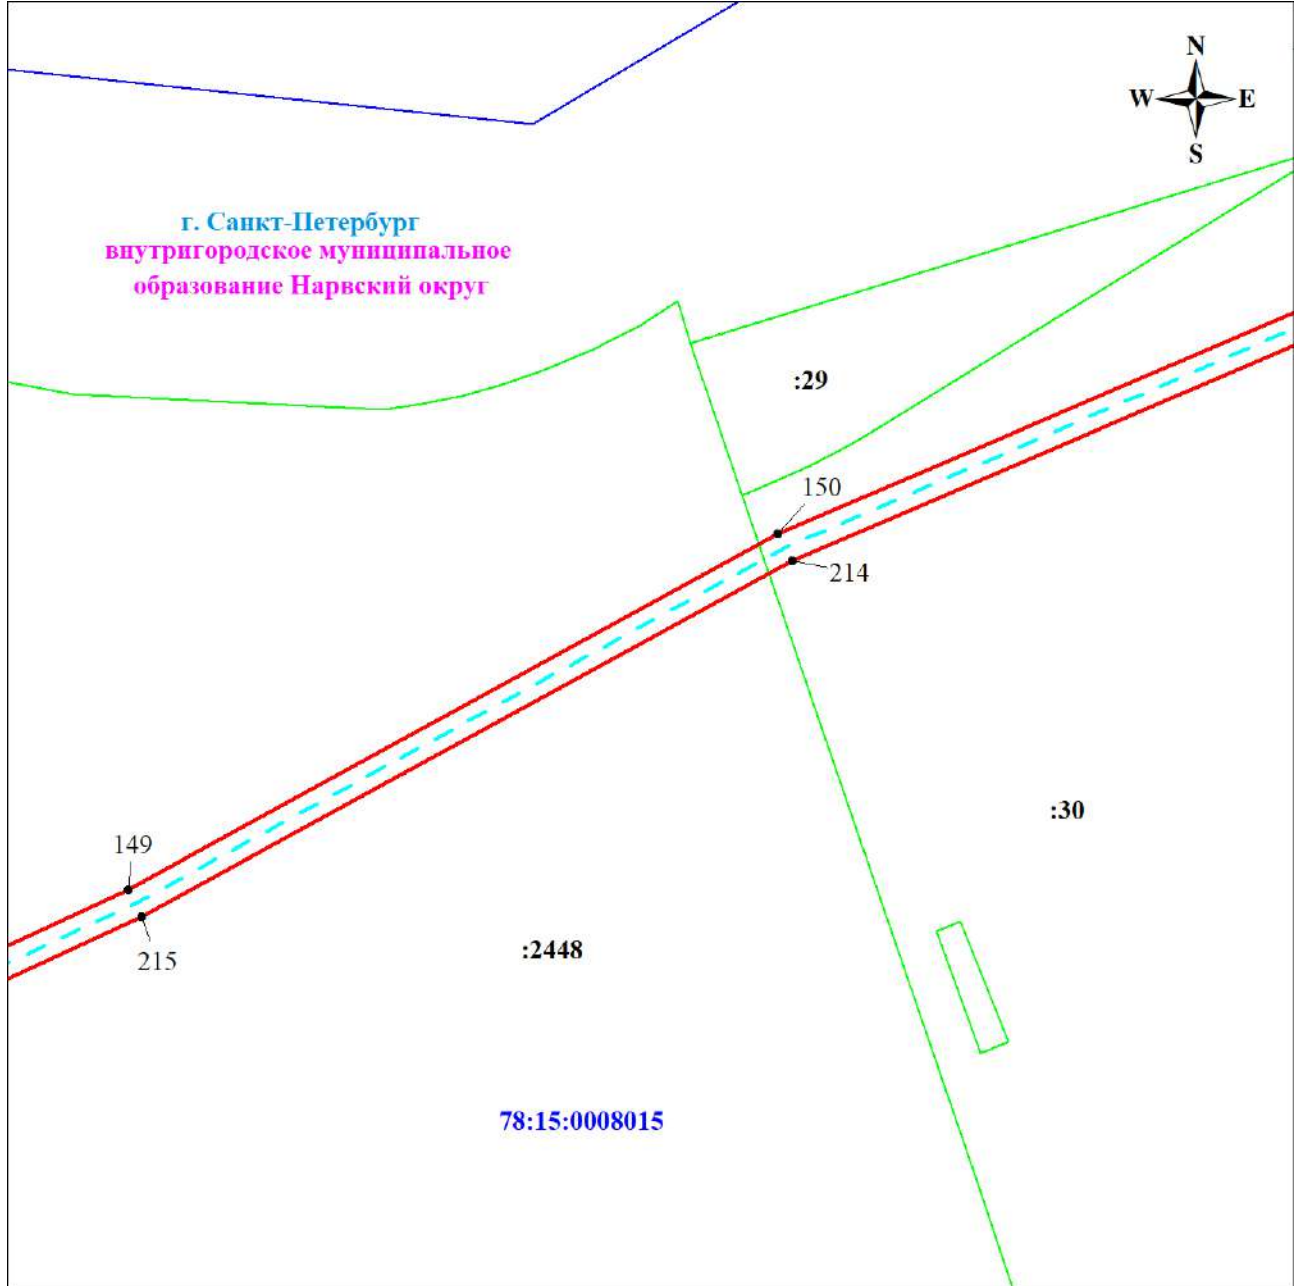 N
W E
S
г. Санкт-Петербург
внутригородское муниципальное
образование Нарвский округ
:29
150
214
:30
149
215
:2448
78:15:0008015